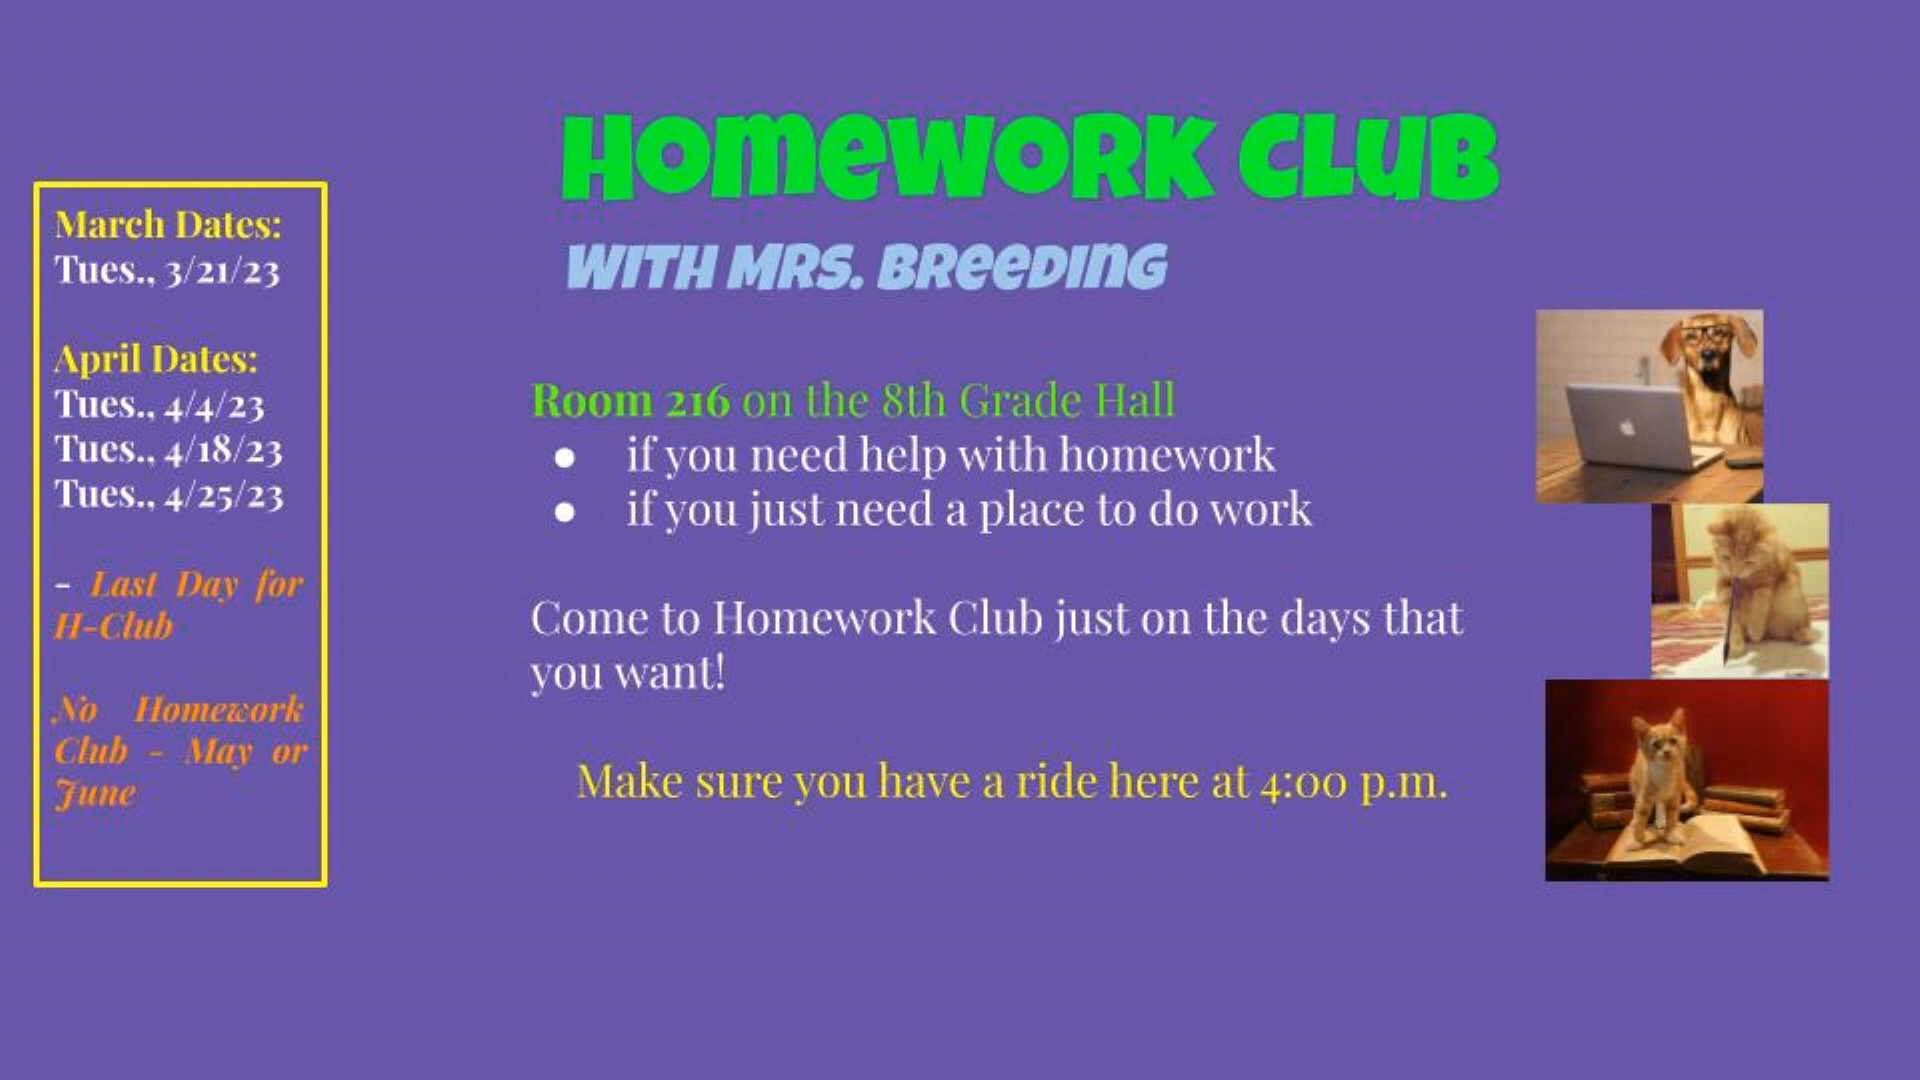 Homework Club
with Mrs. Breeding
March Dates:
Tues., 3/21/23
April Dates:
Tues., 4/4/23
Tues., 4/18/23
Tues., 4/25/23
- Last Day for
H-Club
No Homework
Club - May or
June
Room 216 on the 8th Grade Hall
● if you need help with homework
● if you just need a place to do work
Come to Homework Club just on the days that
you want!
Make sure you have a ride here at 4:00 p.m.